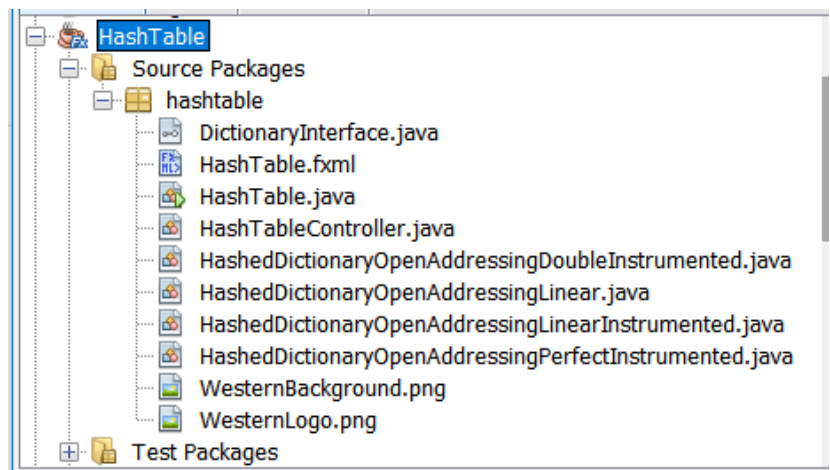 HashTable
Source Packages
hashtable
DictionaryInterface.java
HashTable.fxml
HashTable.java
HashTableController.java
HashedDictionaryOpenAddressingDoubleInstrumented.java
HashedDictionaryOpenAddressingLinear.java
HashedDictionaryOpenAddressingLinearInstrumented.java
HashedDictionaryOpenAddressingPerfectInstrumented.java
WesternBackground.png
WesternLogo.png
Test Packages